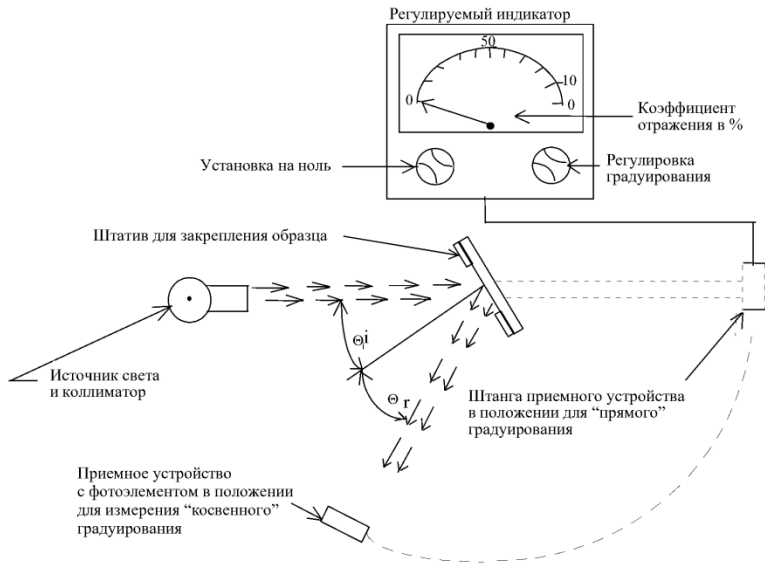 Регулируемый индикатор
50
10
0
0
Коэффициент
отражения в %
Установка на ноль
Регулировка
градуирования
Штатив для закрепления образца
Θi
Источник света
и коллиматор
Θ r
Штанга приемного устройства
в положении для “прямого”
градуирования
Приемное устройство
с фотоэлементом в положении
для измерения “косвенного”
градуирования